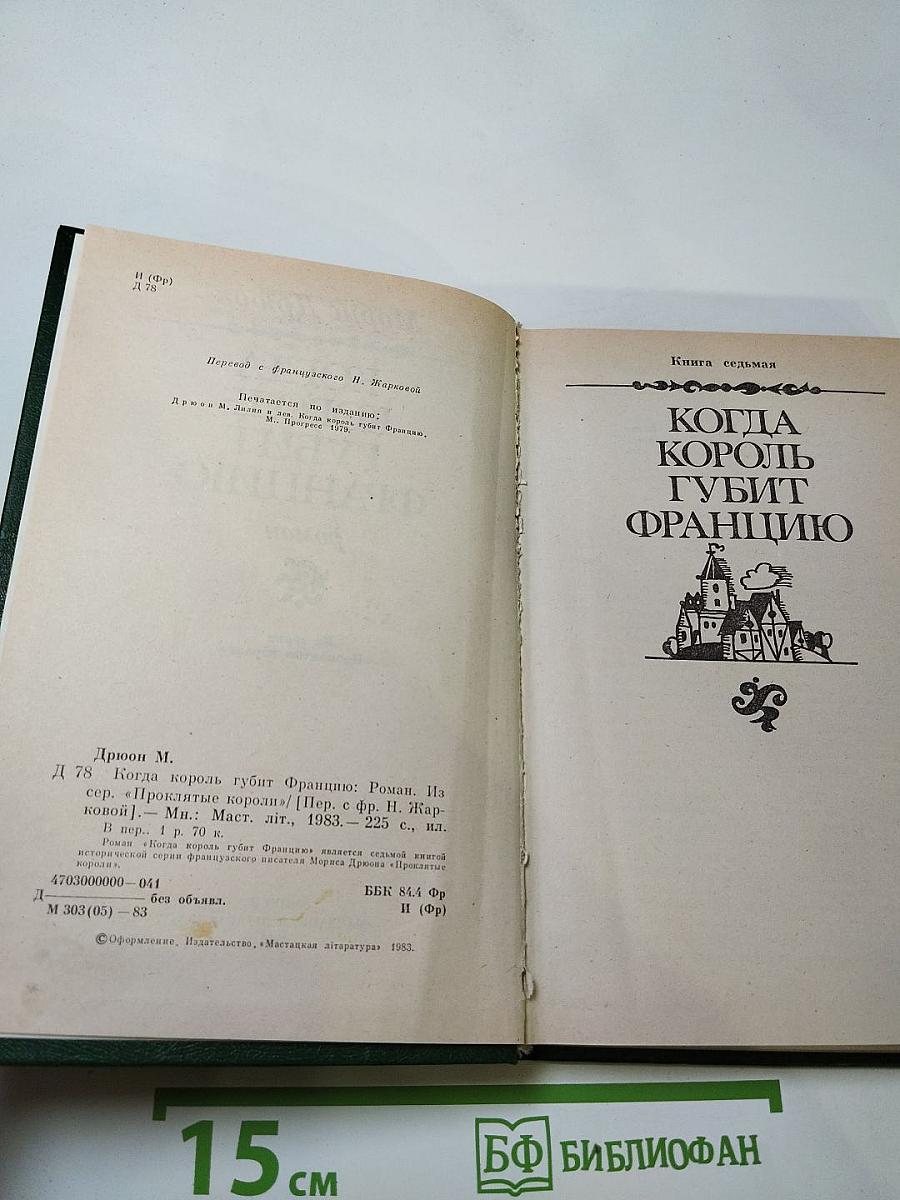 И (Фр)
Д 78
Перевод с французского Н. Жарковой
Печатается по изданию:
Дрюон М. Лилия и лев. Когда король губит Францию.
М., Прогресс 1979.
Дрюон М.
Д 78 Когда король губит Францию: Роман. Из
сер. «Проклятые короли»/[Пер. с фр. Н. Жар-
ковой].— Мн.: Маст. літ., 1983.— 225 с., ил.
В пер.. 1 р. 70 к.
Роман «Когда король губит Францию» является седьмой книгой
исторической серии французского писателя Мориса Дрюона «Проклятые
короли».
4703000000—041
Д———— без объявл.
М 303(05)—83
ББК 84.4 Фр
И (Фр)
©Оформление. Издательство. «Мастацкая літаратура» 1983.
Книга седьмая
КОГДА
КОРОЛЬ
ГУБИТ
ФРАНЦИЮ
15 см
БФ БИБЛИОФАН